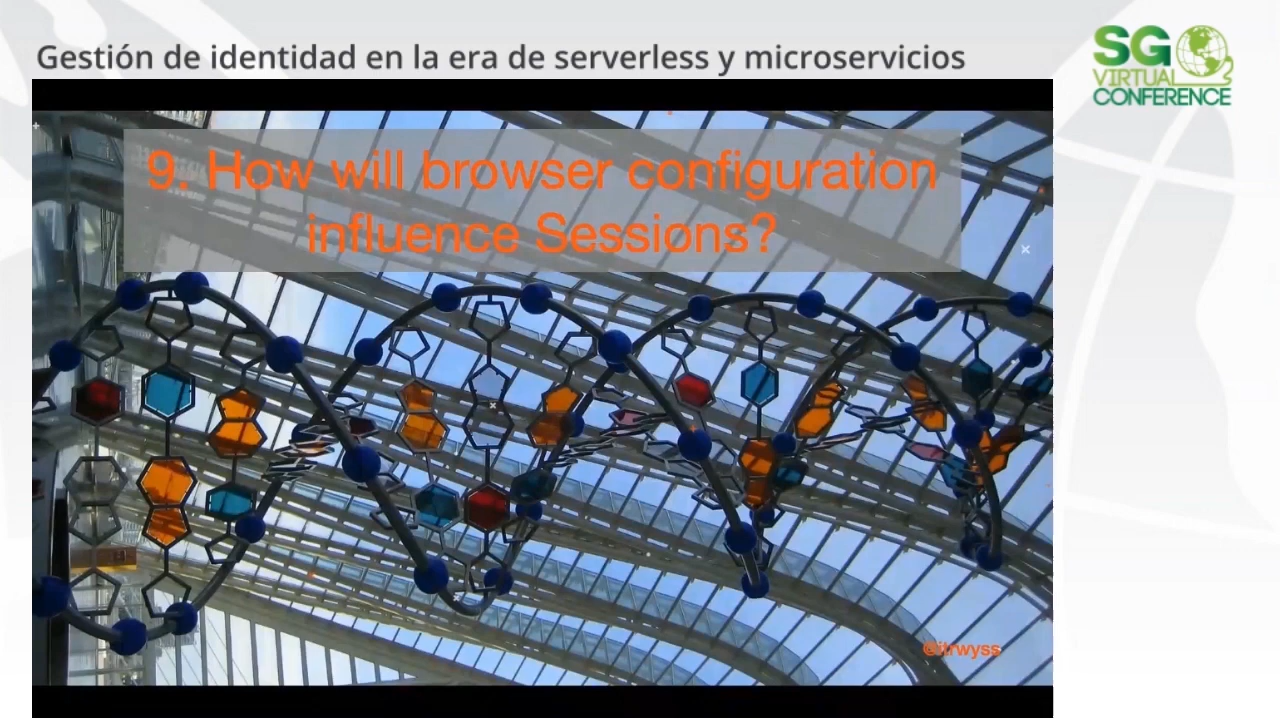 Gestión de identidad en la era de serverless y microservicios
SG
VIRTUAL
CONFERENCE
9. How will browser configuration
influence Sessions?
@itrwyss